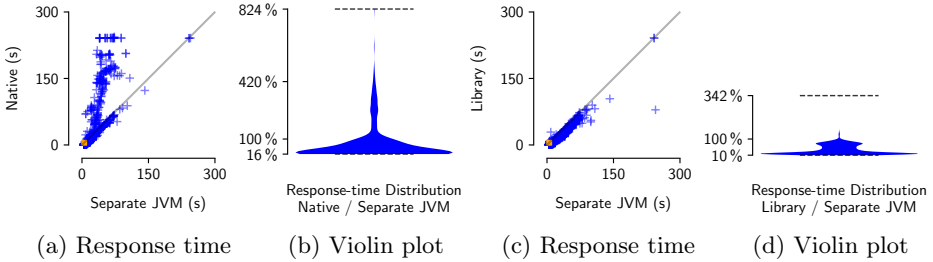 300
150
0
Native (s)
0 150 300
Separate JVM (s)
(a) Response time
824 %
420 %
100 %
16 %
Response-time Distribution
Native / Separate JVM
(b) Violin plot
300
150
0
Library (s)
0 150 300
Separate JVM (s)
(c) Response time
342 %
100 %
10 %
Response-time Distribution
Library / Separate JVM
(d) Violin plot